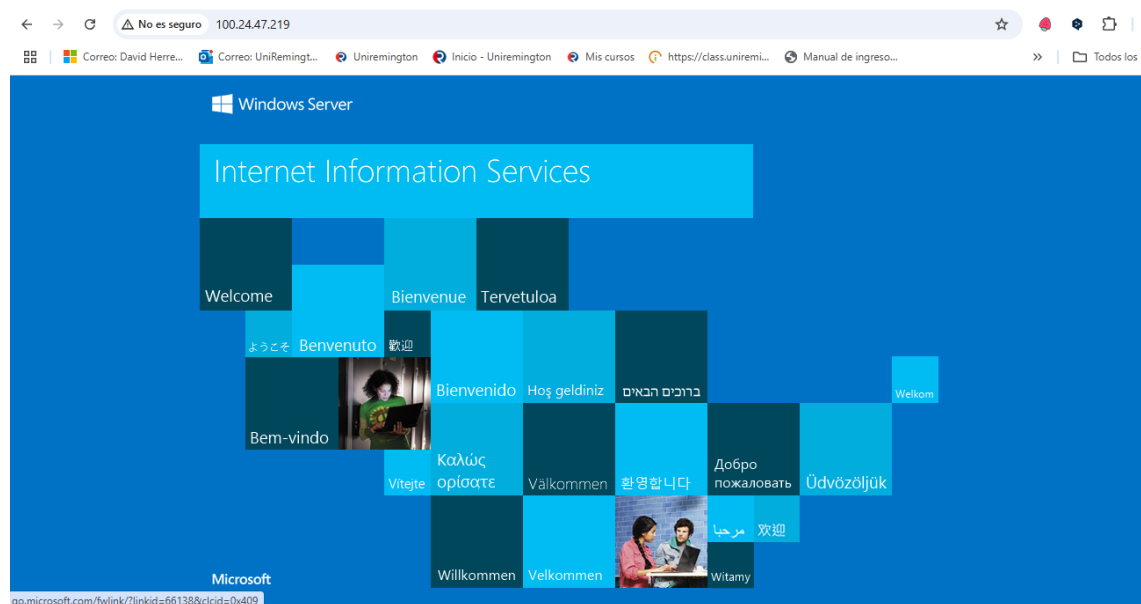 No es seguro 100.24.47.219
Correo: David Herre... Correo: UniRemingt... Uniremington Inicio - Uniremington Mis cursos https://class.uniremi... Manual de ingreso... » Todos los
Windows Server
Internet Information Services
Welcome
Bienvenue
Tervetuloa
ようこそ
Benvenuto
歡迎
Bienvenido
Hoş geldiniz
ברוכים הבאים
Welkom
Bem-vindo
Vítejte
Καλώς
ορίσατε
Välkommen
환영합니다
Добро
пожаловать
Üdvözöljük
مرحبا
欢迎
Willkommen
Velkommen
Witamy
Microsoft
go.microsoft.com/fwlink/?linkid=66138&clcid=0x409